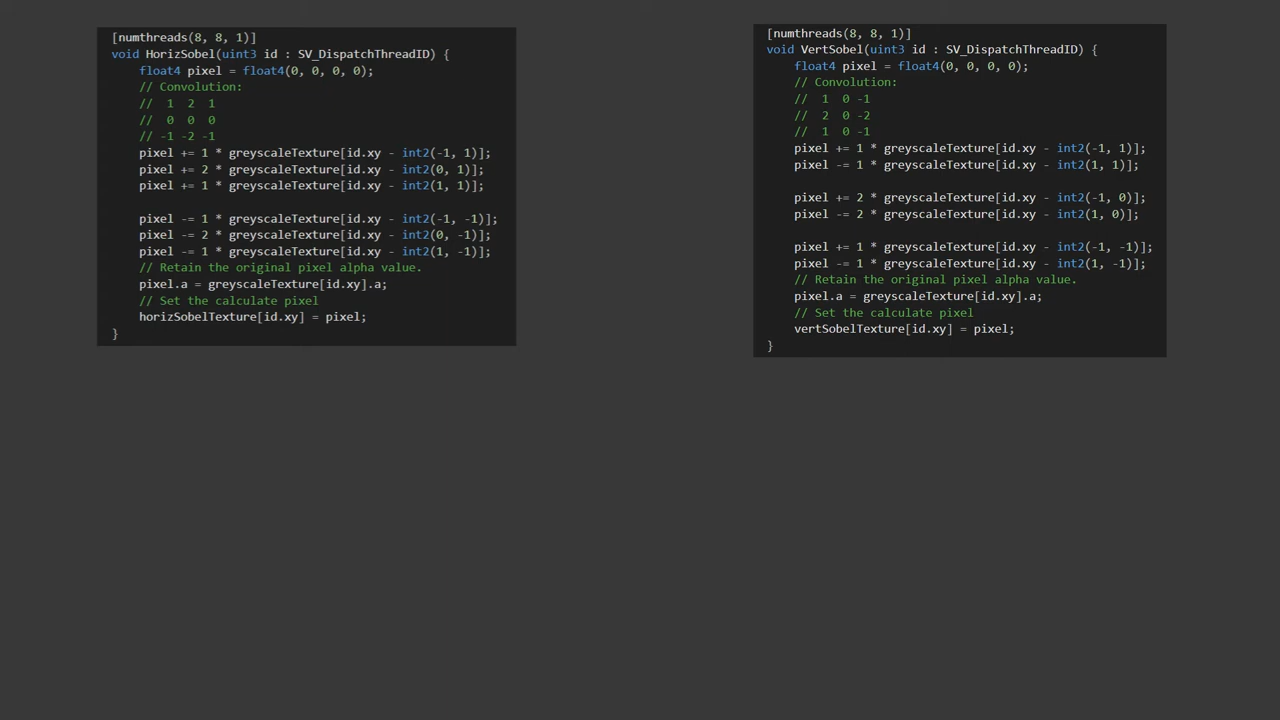 [numthreads(8, 8, 1)]
void HorizSobel(uint3 id : SV_DispatchThreadID) {
    float4 pixel = float4(0, 0, 0, 0);
    // Convolution:
    //  1  2  1
    //  0  0  0
    // -1 -2 -1
    pixel += 1 * greyscaleTexture[id.xy - int2(-1, 1)];
    pixel += 2 * greyscaleTexture[id.xy - int2(0, 1)];
    pixel += 1 * greyscaleTexture[id.xy - int2(1, 1)];

    pixel -= 1 * greyscaleTexture[id.xy - int2(-1, -1)];
    pixel -= 2 * greyscaleTexture[id.xy - int2(0, -1)];
    pixel -= 1 * greyscaleTexture[id.xy - int2(1, -1)];
    // Retain the original pixel alpha value.
    pixel.a = greyscaleTexture[id.xy].a;
    // Set the calculate pixel
    horizSobelTexture[id.xy] = pixel;
}
[numthreads(8, 8, 1)]
void VertSobel(uint3 id : SV_DispatchThreadID) {
    float4 pixel = float4(0, 0, 0, 0);
    // Convolution:
    //  1  0 -1
    //  2  0 -2
    //  1  0 -1
    pixel += 1 * greyscaleTexture[id.xy - int2(-1, 1)];
    pixel -= 1 * greyscaleTexture[id.xy - int2(1, 1)];

    pixel += 2 * greyscaleTexture[id.xy - int2(-1, 0)];
    pixel -= 2 * greyscaleTexture[id.xy - int2(1, 0)];

    pixel += 1 * greyscaleTexture[id.xy - int2(-1, -1)];
    pixel -= 1 * greyscaleTexture[id.xy - int2(1, -1)];
    // Retain the original pixel alpha value.
    pixel.a = greyscaleTexture[id.xy].a;
    // Set the calculate pixel
    vertSobelTexture[id.xy] = pixel;
}